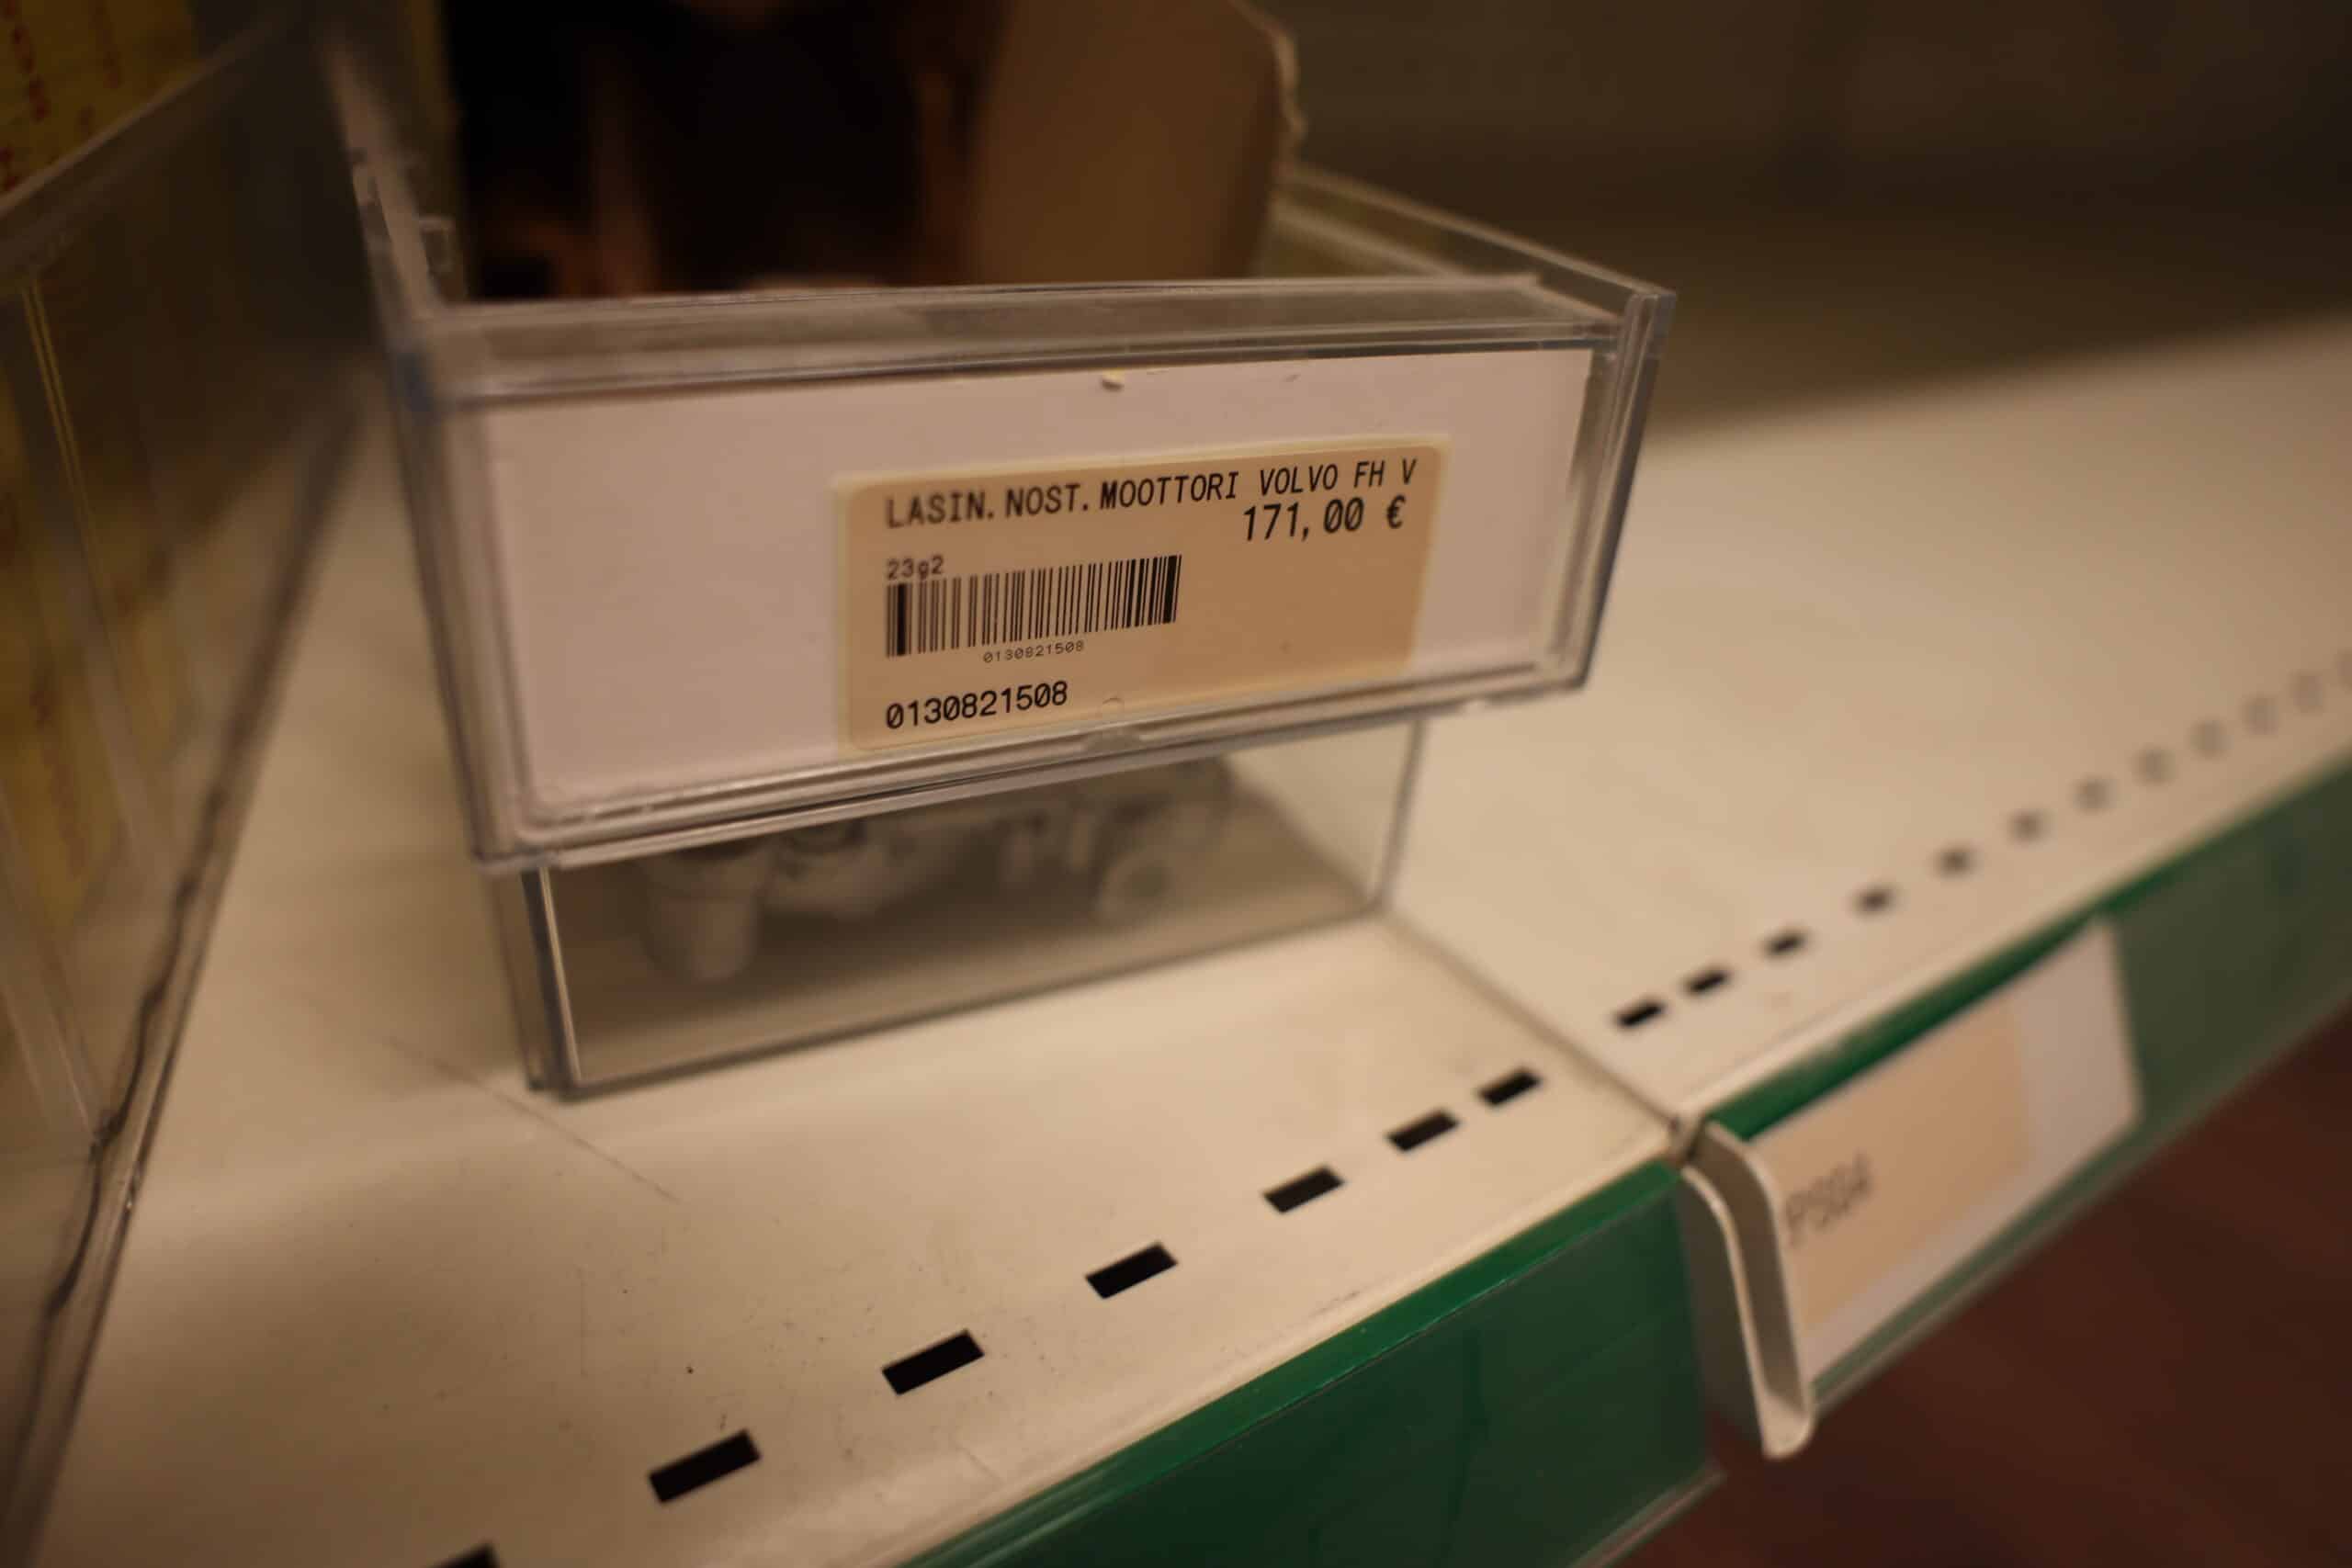 LASIN.NOST.MOOTTORI VOLVO FH V
171,00 €
23g2
0130821508
0130821508